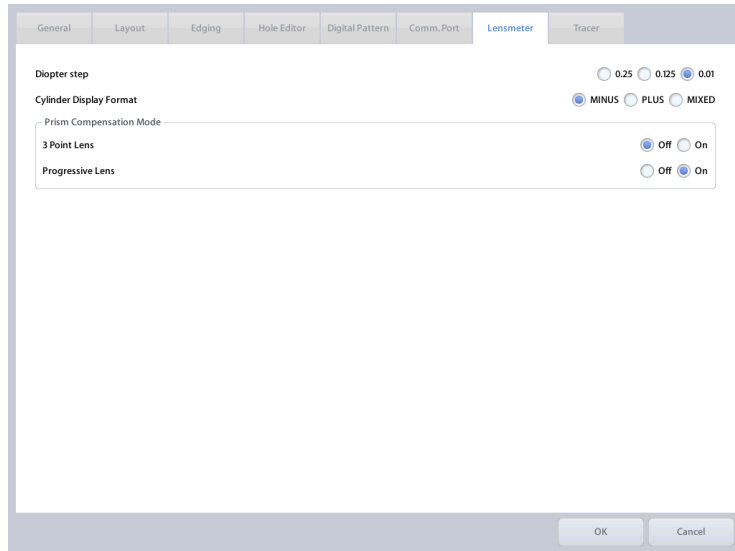 General Layout Edging Hole Editor Digital Pattern Comm. Port Lensmeter Tracer
Diopter step 0.25 0.125 0.01
Cylinder Display Format MINUS PLUS MIXED
Prism Compensation Mode
3 Point Lens Off On
Progressive Lens Off On
OK Cancel